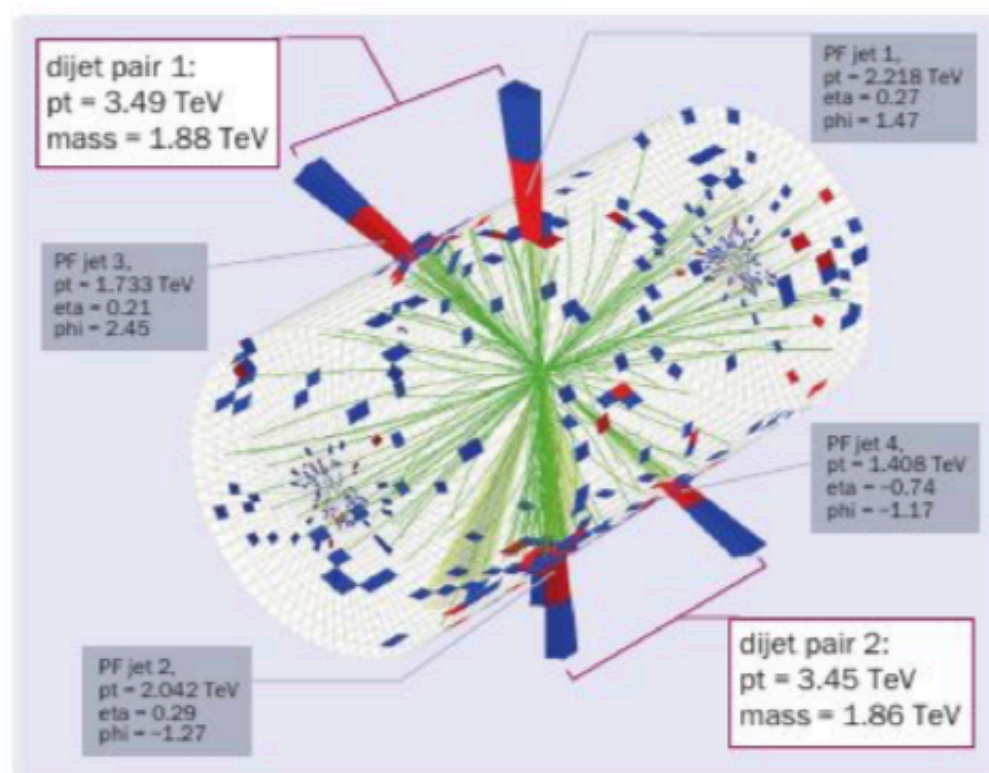 dijet pair 1:
pt = 3.49 TeV
mass = 1.88 TeV
PF jet 1,
pt = 2.218 TeV
eta = 0.27
phi = 1.47
PF jet 3,
pt = 1.733 TeV
eta = 0.21
phi = 2.45
PF jet 4,
pt = 1.408 TeV
eta = −0.74
phi = −1.17
PF jet 2,
pt = 2.042 TeV
eta = 0.29
phi = −1.27
dijet pair 2:
pt = 3.45 TeV
mass = 1.86 TeV